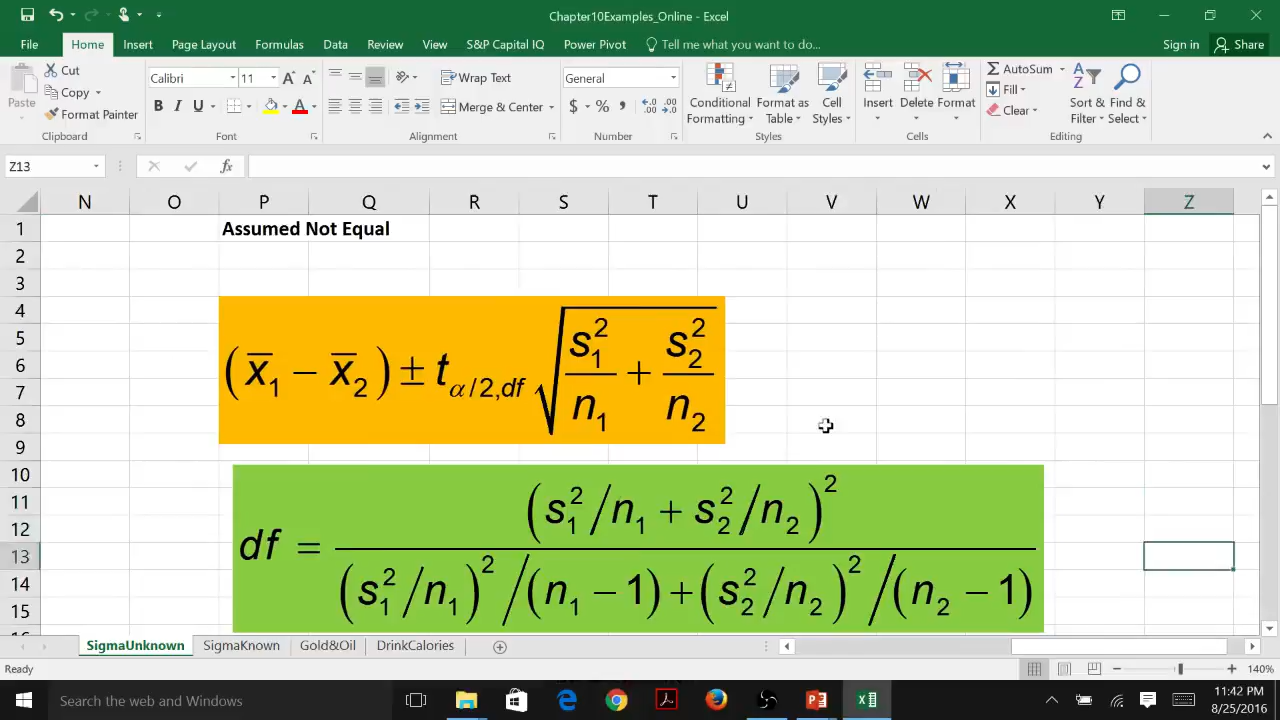 Chapter10Examples_Online - Excel
File Home Insert Page Layout Formulas Data Review View S&P Capital IQ Power Pivot Tell me what you want to do... Sign in Share
Paste Cut Copy Format Painter Clipboard
Calibri 11 A A B I U A Font
Wrap Text Merge & Center Alignment
General $ % , Number
Conditional Formatting Format as Table Cell Styles Styles
Insert Delete Format Cells
AutoSum Fill Clear Sort & Filter Find & Select Editing
Z13 fx
N O P Q R S T U V W X Y Z
1 Assumed Not Equal
2
3
4
5
6
7
8
9
10
11
12
13
14
15
(x̅₁ − x̅₂) ± t_{α/2,df} √(s₁²/n₁ + s₂²/n₂)
df = (s₁²/n₁ + s₂²/n₂)² / ((s₁²/n₁)²/(n₁ − 1) + (s₂²/n₂)²/(n₂ − 1))
SigmaUnknown SigmaKnown Gold&Oil DrinkCalories
Ready 140%
Search the web and Windows
11:42 PM
8/25/2016